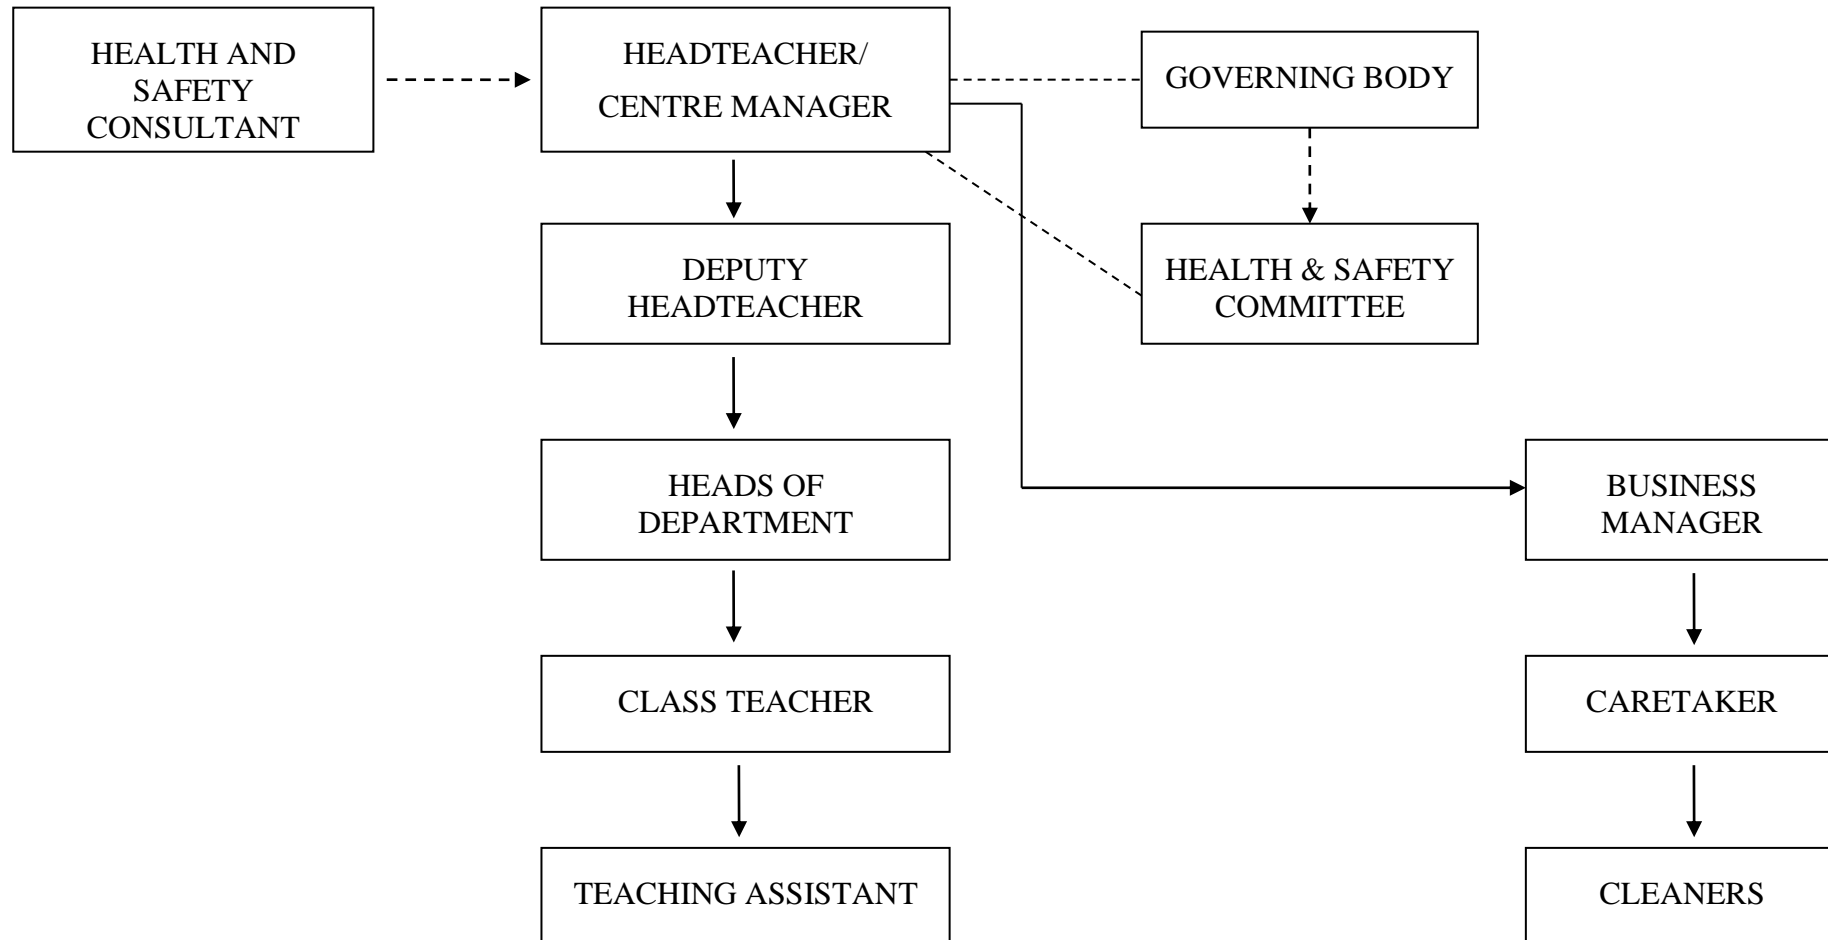 HEALTH AND
SAFETY
CONSULTANT
HEADTEACHER/
CENTRE MANAGER
GOVERNING BODY
DEPUTY
HEADTEACHER
HEALTH & SAFETY
COMMITTEE
HEADS OF
DEPARTMENT
BUSINESS
MANAGER
CLASS TEACHER
CARETAKER
TEACHING ASSISTANT
CLEANERS